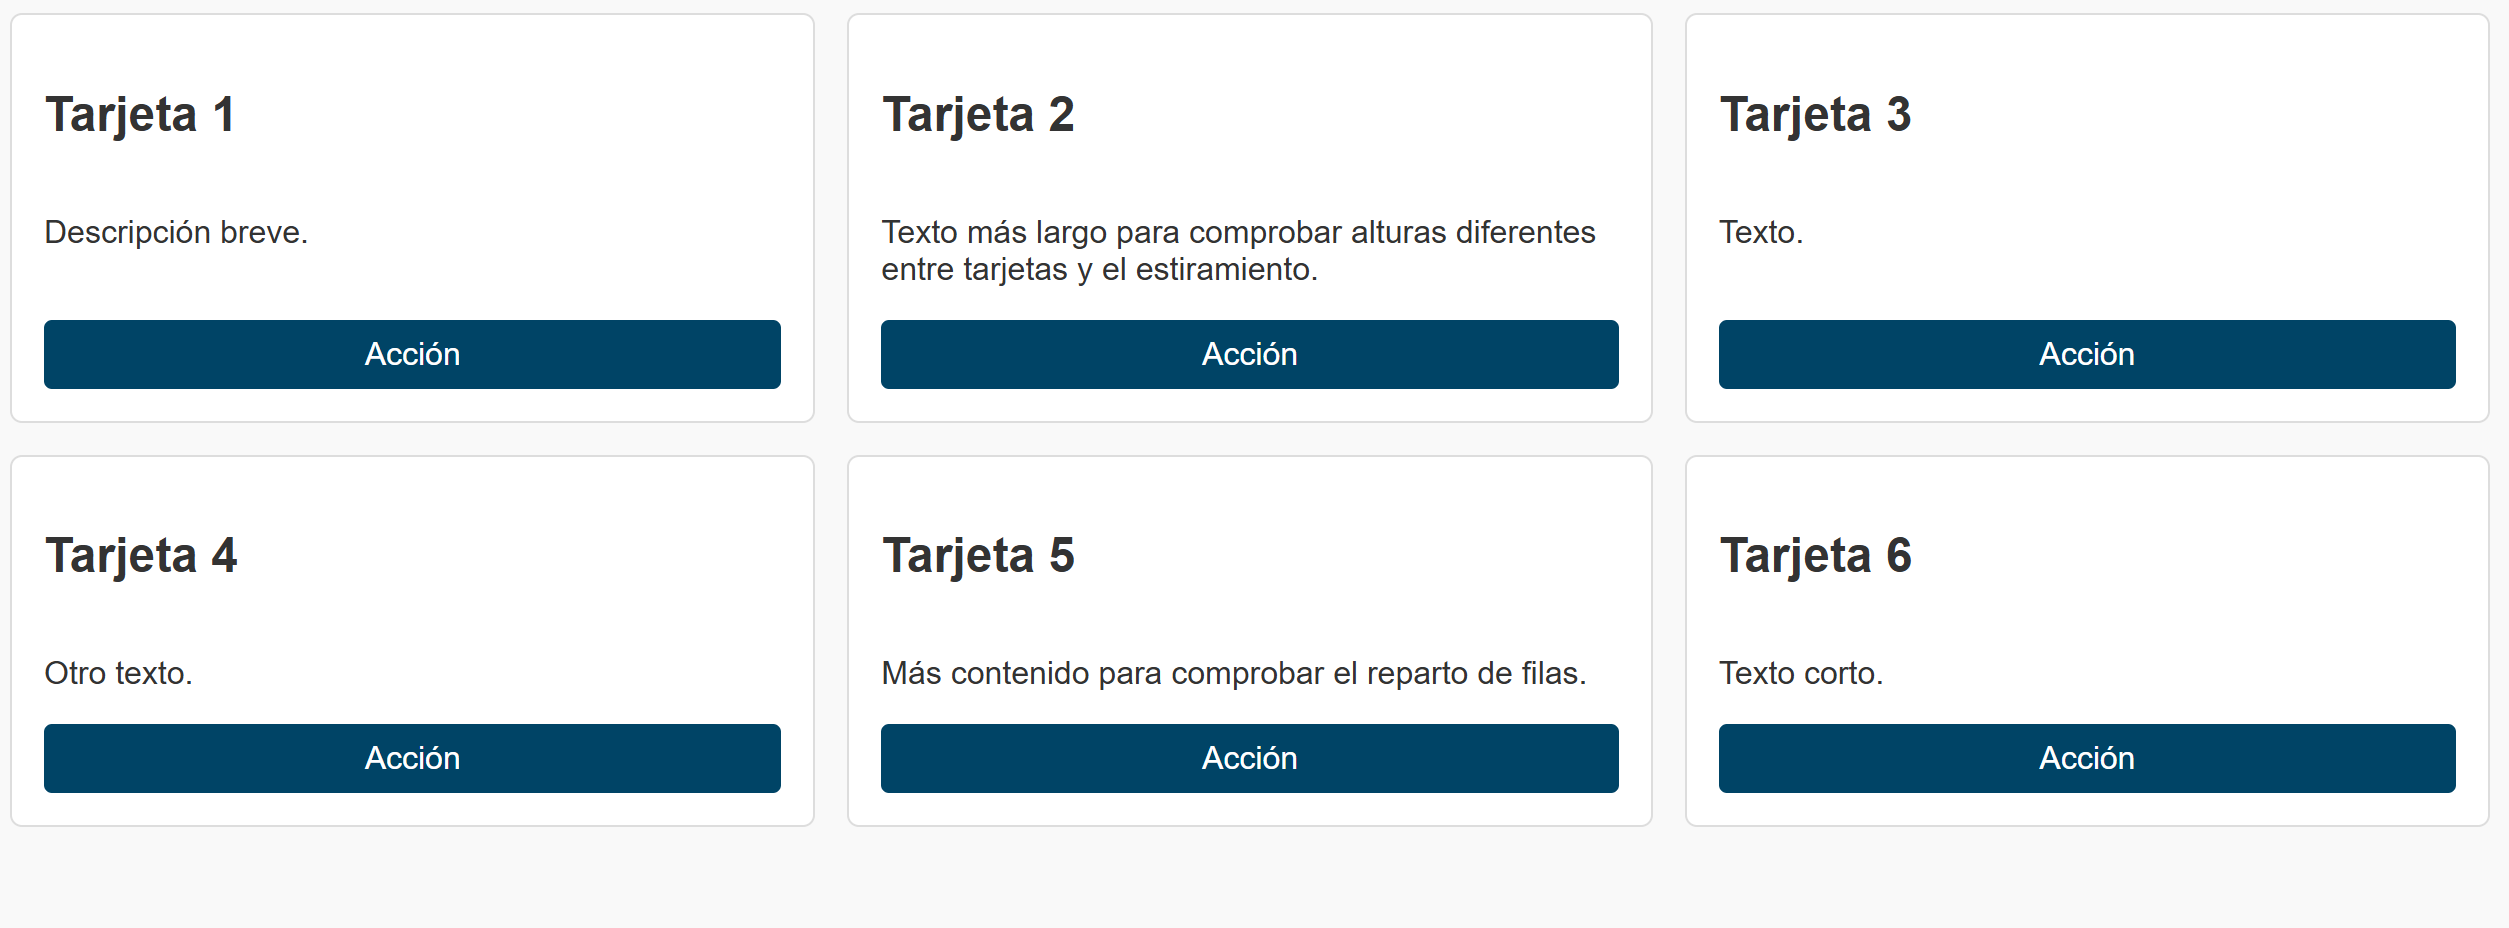 Tarjeta 1
Descripción breve.
Acción
Tarjeta 2
Texto más largo para comprobar alturas diferentes
entre tarjetas y el estiramiento.
Acción
Tarjeta 3
Texto.
Acción
Tarjeta 4
Otro texto.
Acción
Tarjeta 5
Más contenido para comprobar el reparto de filas.
Acción
Tarjeta 6
Texto corto.
Acción